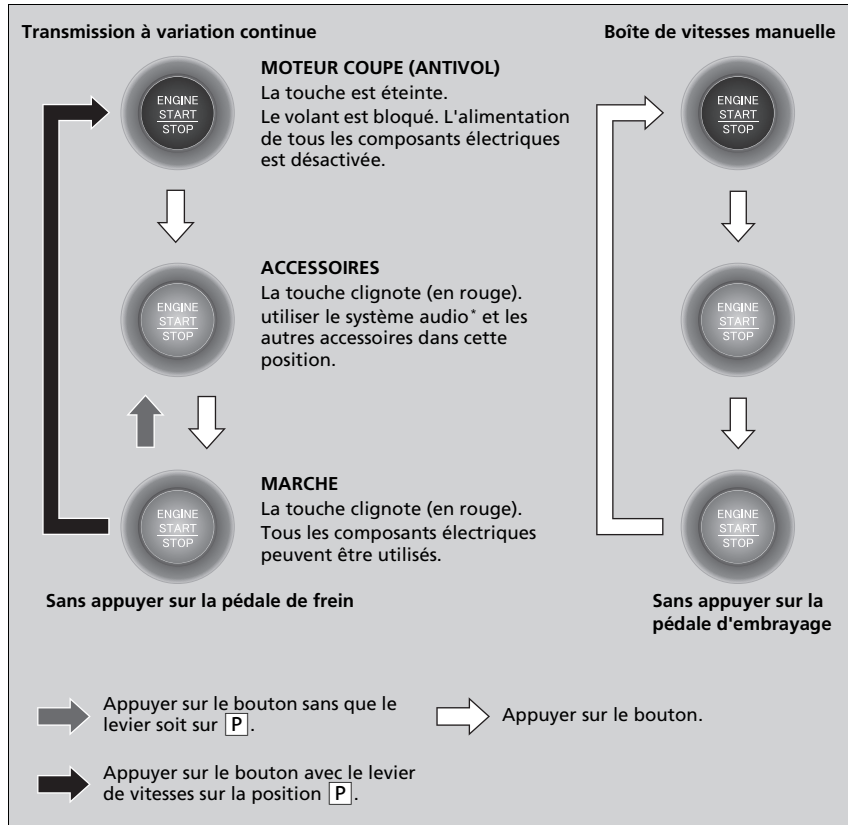 Transmission à variation continue
Boîte de vitesses manuelle
ENGINE
START
STOP
MOTEUR COUPE (ANTIVOL)
La touche est éteinte.
Le volant est bloqué. L'alimentation
de tous les composants électriques
est désactivée.
ENGINE
START
STOP
ENGINE
START
STOP
ACCESSOIRES
La touche clignote (en rouge).
utiliser le système audio* et les
autres accessoires dans cette
position.
ENGINE
START
STOP
ENGINE
START
STOP
MARCHE
La touche clignote (en rouge).
Tous les composants électriques
peuvent être utilisés.
ENGINE
START
STOP
Sans appuyer sur la pédale de frein
Sans appuyer sur la
pédale d'embrayage
Appuyer sur le bouton sans que le
levier soit sur P.
Appuyer sur le bouton.
Appuyer sur le bouton avec le levier
de vitesses sur la position P.